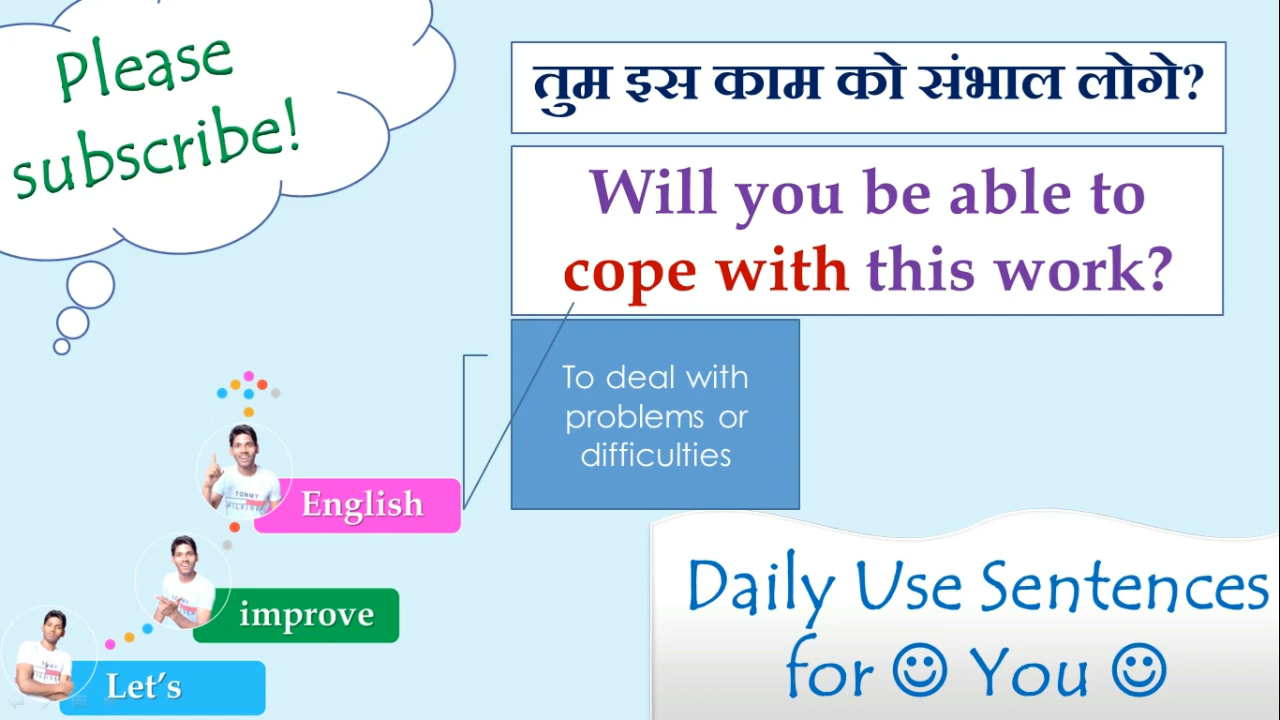 Please
subscribe!
तुम इस काम को संभाल लोगे?
Will you be able to
cope with this work?
To deal with
problems or
difficulties
English
improve
Let's
Daily Use Sentences
for ☺ You ☺